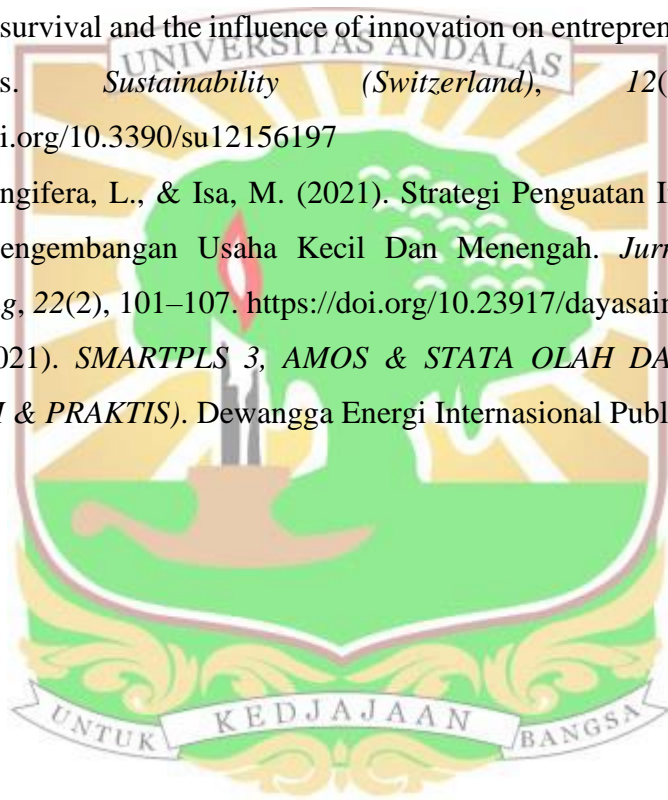 survival and the influence of innovation on entrepren
UNIVERSITAS ANDALAS
s. Sustainability (Switzerland), 12(
i.org/10.3390/su12156197
ngifera, L., & Isa, M. (2021). Strategi Penguatan I
engembangan Usaha Kecil Dan Menengah. Jur
g, 22(2), 101–107. https://doi.org/10.23917/dayasain
021). SMARTPLS 3, AMOS & STATA OLAH DA
& PRAKTIS). Dewangga Energi Internasional Publ
UNTUK KEDJAJAAN BANGSA